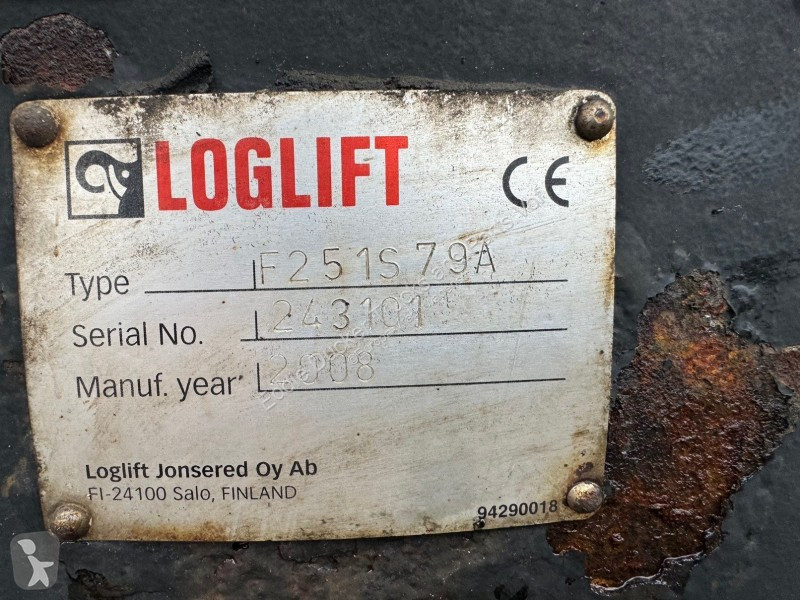 LOGLIFT CE
Type F251S79A
Serial No. 243101
Manuf. year 2008
Loglift Jonsered Oy Ab
FI-24100 Salo, FINLAND
94290018